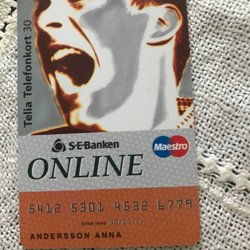 Telia Telefonkort 30
S-E-Banken
ONLINE
Maestro
5412 5301 4532 6779
ANDERSSON ANNA